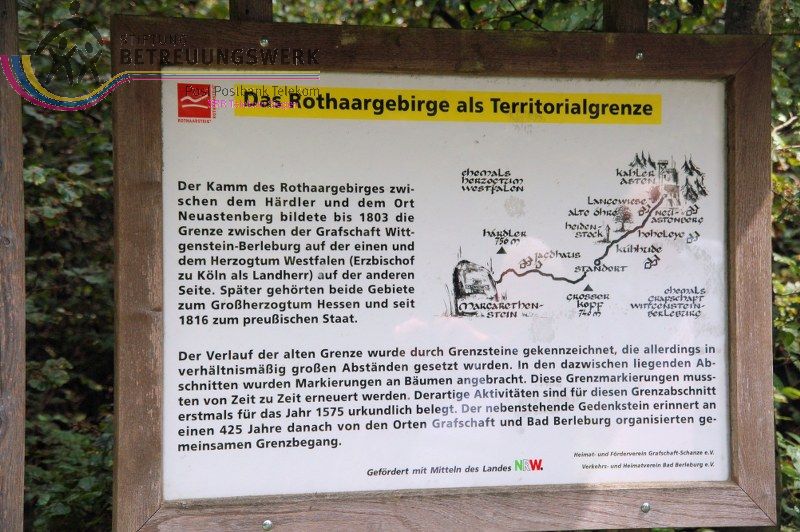 STIFTUNG
BETREUUNGSWERK
Post Postbank Telekom
ROTHAARSTEIG
Das Rothaargebirge als Territorialgrenze
Der Kamm des Rothaargebirges zwi-
schen dem Härdler und dem Ort
Neuastenberg bildete bis 1803 die
Grenze zwischen der Grafschaft Witt-
genstein-Berleburg auf der einen und
dem Herzogtum Westfalen (Erzbischof
zu Köln als Landherr) auf der anderen
Seite. Später gehörten beide Gebiete
zum Großherzogtum Hessen und seit
1816 zum preußischen Staat.
ehemals
herzogtum
westfalen
kahler
asten
langewiese
alto öhre
neu-
astenberg
heiden-
stock
hoheleye
kühhude
härdler
756 m
jagdhaus
standort
margarethen-
stein
grosser
kopf
740 m
ehemals
grafschaft
wittgenstein-
berleburg
Der Verlauf der alten Grenze wurde durch Grenzsteine gekennzeichnet, die allerdings in
verhältnismäßig großen Abständen gesetzt wurden. In den dazwischen liegenden Ab-
schnitten wurden Markierungen an Bäumen angebracht. Diese Grenzmarkierungen muss-
ten von Zeit zu Zeit erneuert werden. Derartige Aktivitäten sind für diesen Grenzabschnitt
erstmals für das Jahr 1575 urkundlich belegt. Der nebenstehende Gedenkstein erinnert an
einen 425 Jahre danach von den Orten Grafschaft und Bad Berleburg organisierten ge-
meinsamen Grenzbegang.
Gefördert mit Mitteln des Landes NRW.
Heimat- und Förderverein Grafschaft-Schanze e.V.
Verkehrs- und Heimatverein Bad Berleburg e.V.